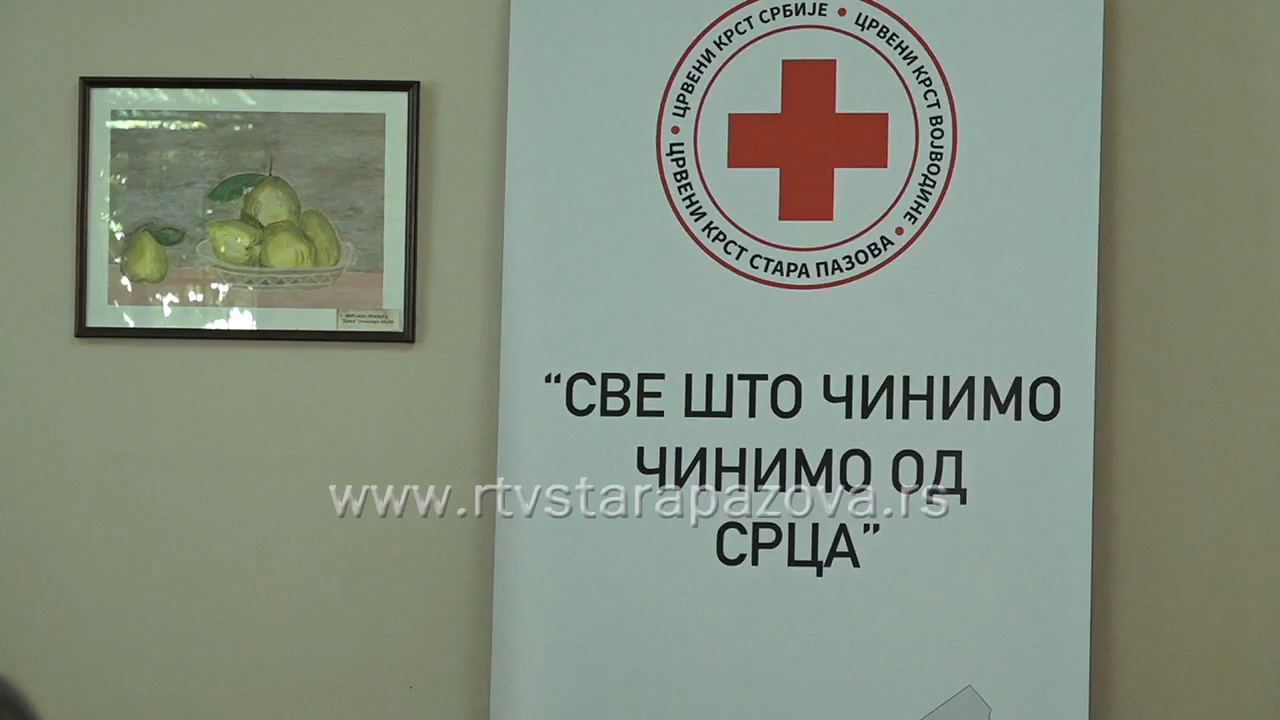 ЦРВЕНИ КРСТ СРБИЈЕ • ЦРВЕНИ КРСТ ВОЈВОДИНЕ • ЦРВЕНИ КРСТ СТАРА ПАЗОВА •
“СВЕ ШТО ЧИНИМО
ЧИНИМО ОД
www.rtvstarapazova.rs
СРЦА”